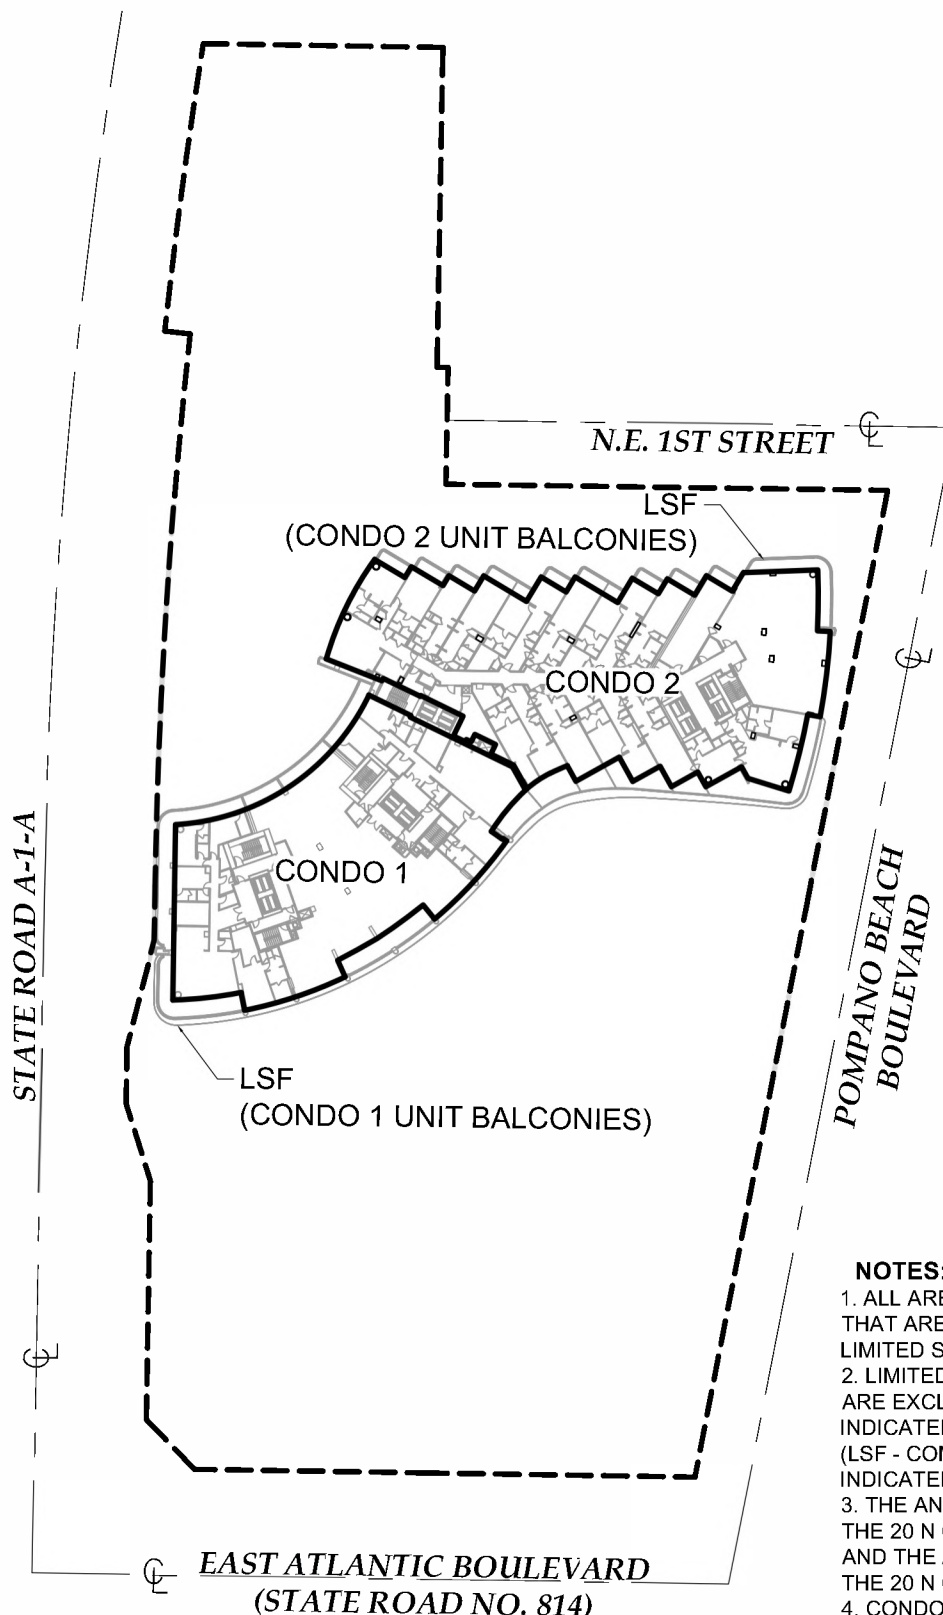 N.E. 1ST STREET
LSF
(CONDO 2 UNIT BALCONIES)
CONDO 2
CONDO 1
STATE ROAD A-1-A
POMPANO BEACH
BOULEVARD
LSF
(CONDO 1 UNIT BALCONIES)
NOTES:
1. ALL ARE
THAT ARE
LIMITED S
2. LIMITED
ARE EXCL
INDICATE
(LSF - CO
INDICATE
3. THE AN
THE 20 N
AND THE
THE 20 N
4. CONDO
EAST ATLANTIC BOULEVARD
(STATE ROAD NO. 814)